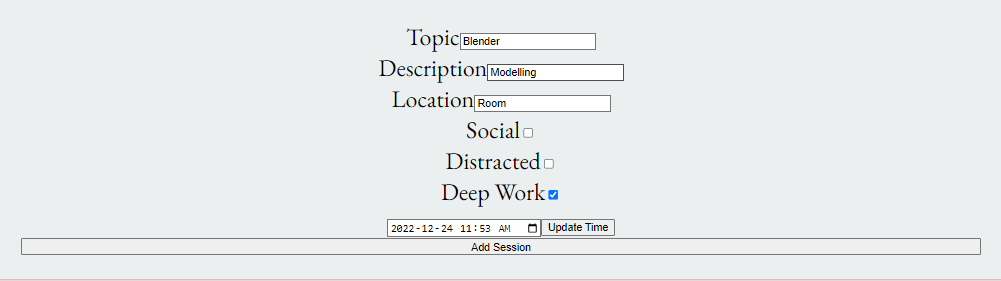 Topic Blender
Description Modelling
Location Room
Social
Distracted
Deep Work
2022-12-24 11:53 AM Update Time
Add Session